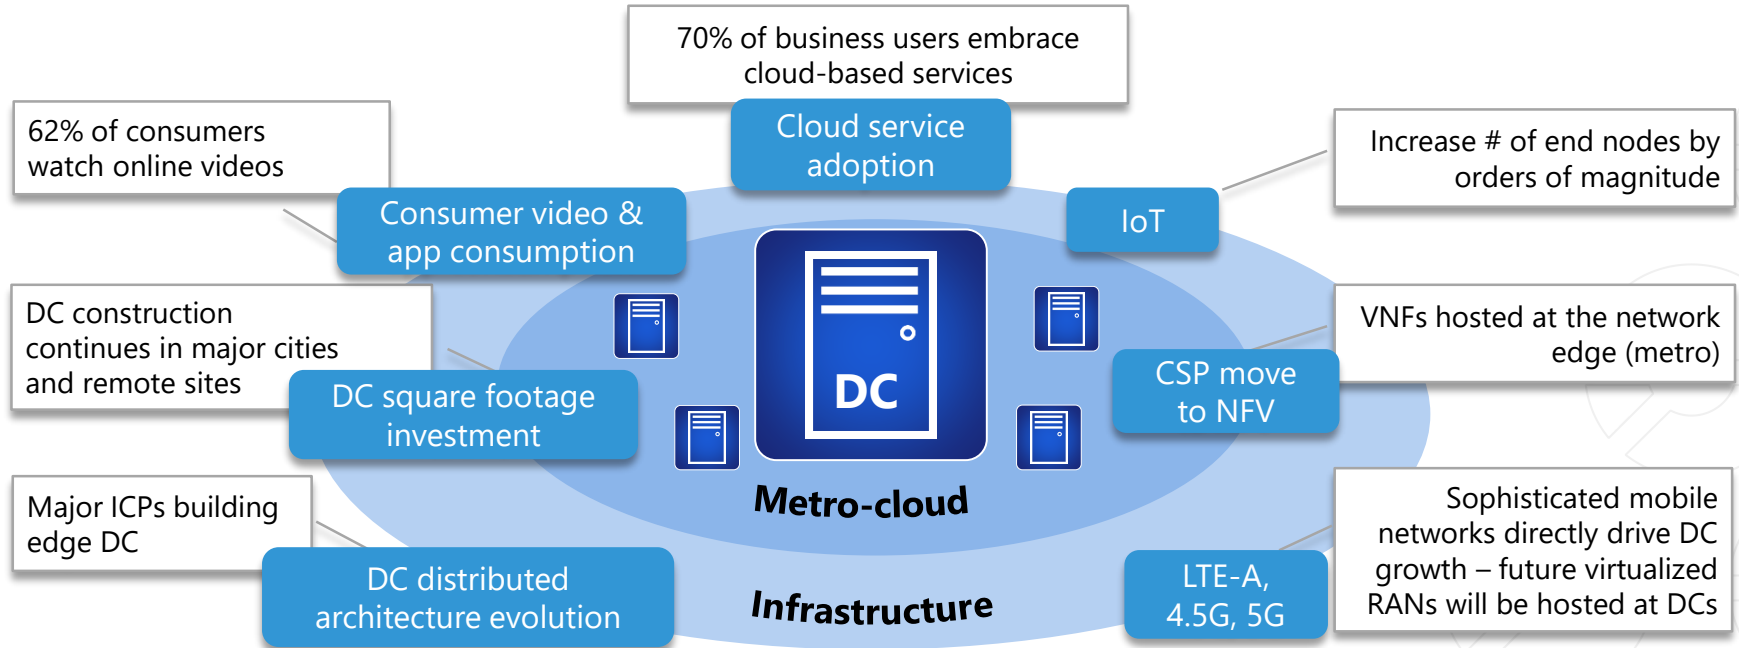 70% of business users embrace
cloud-based services
Cloud service
adoption
62% of consumers
watch online videos
Consumer video &
app consumption
Increase # of end nodes by
orders of magnitude
IoT
DC construction
continues in major cities
and remote sites
DC square footage
investment
VNFs hosted at the network
edge (metro)
CSP move
to NFV
DC
Metro-cloud
Major ICPs building
edge DC
DC distributed
architecture evolution
Sophisticated mobile
networks directly drive DC
growth – future virtualized
RANs will be hosted at DCs
LTE-A,
4.5G, 5G
Infrastructure